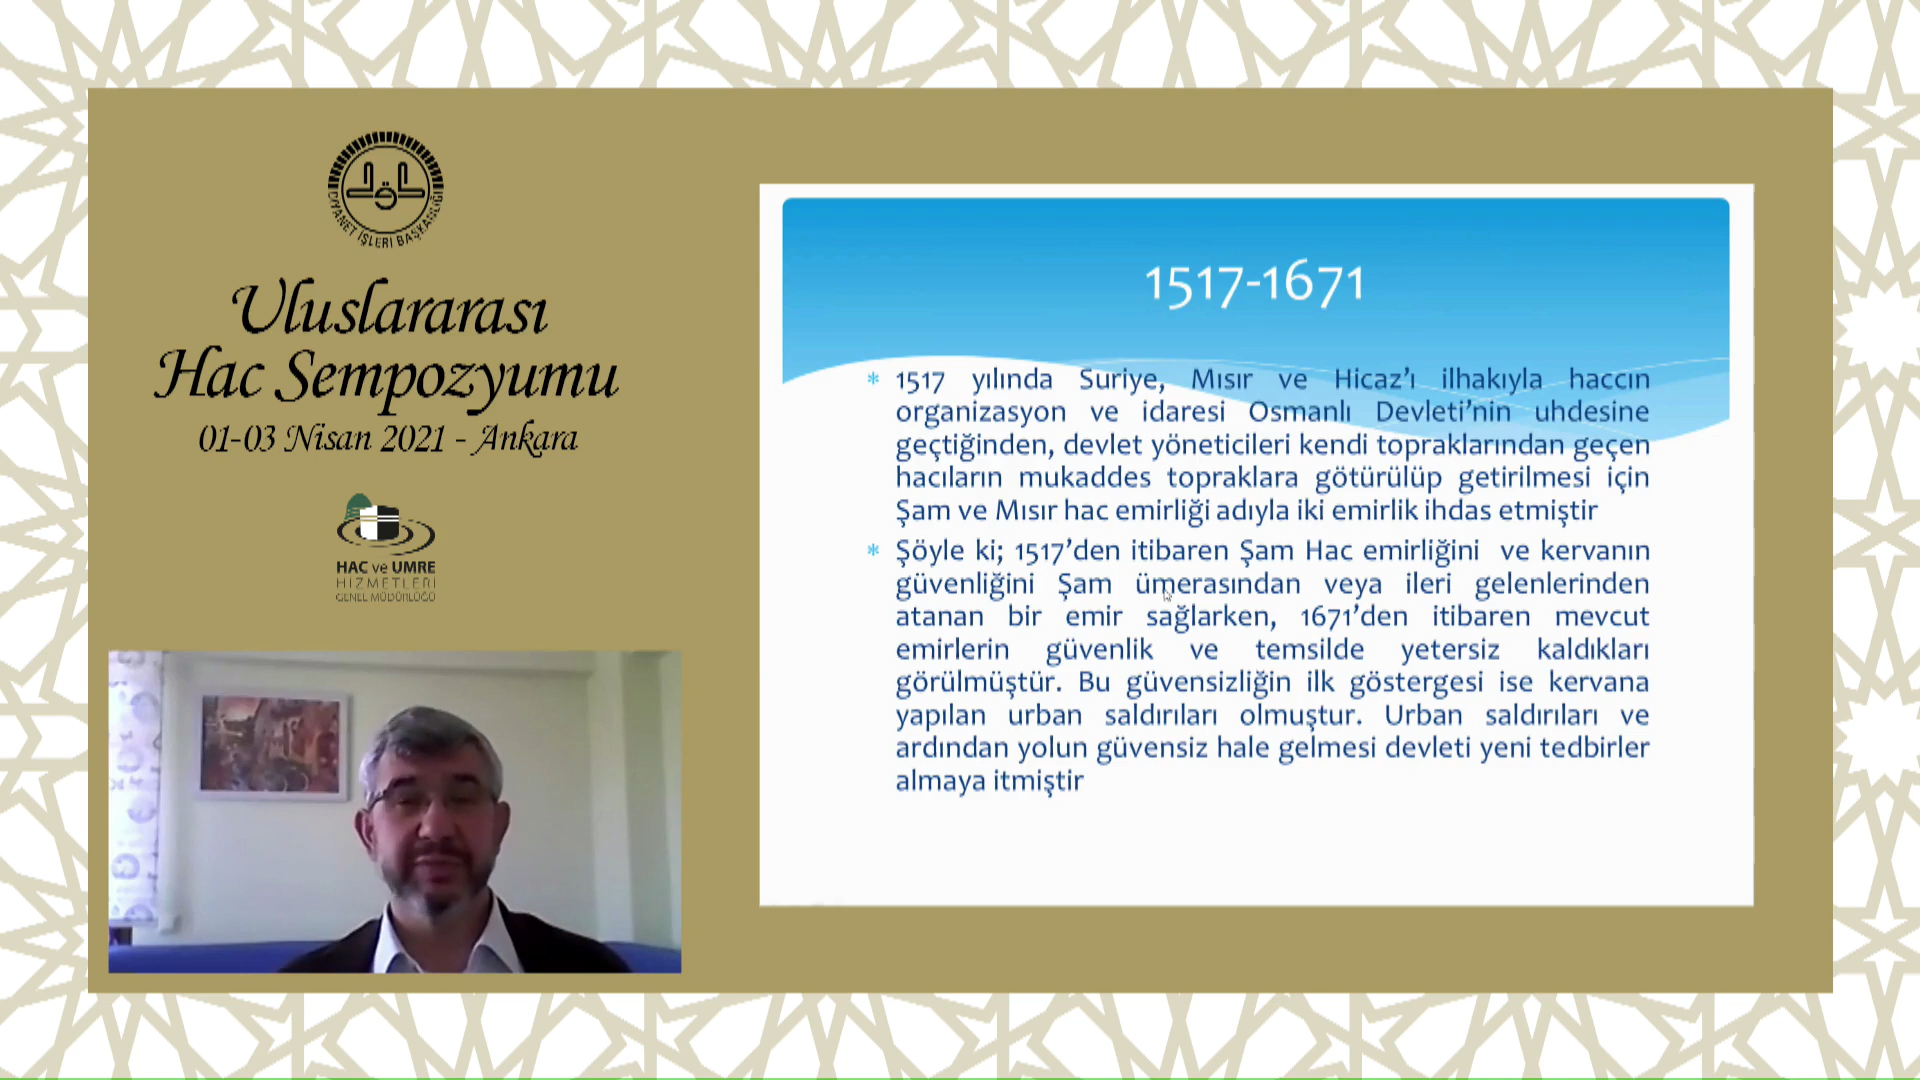 DİYANET İŞLERİ BAŞKANLIĞI
Uluslararası
Hac Sempozyumu
01-03 Nisan 2021 - Ankara
HAC ve UMRE
HİZMETLERİ
GENEL MÜDÜRLÜĞÜ
1517-1671
* 1517 yılında Suriye, Mısır ve Hicaz’ı ilhakıyla haccın
organizasyon ve idaresi Osmanlı Devleti’nin uhdesine
geçtiğinden, devlet yöneticileri kendi topraklarından geçen
hacıların mukaddes topraklara götürülüp getirilmesi için
Şam ve Mısır hac emirliği adıyla iki emirlik ihdas etmiştir
* Şöyle ki; 1517’den itibaren Şam Hac emirliğini ve kervanın
güvenliğini Şam ümerasından veya ileri gelenlerinden
atanan bir emir sağlarken, 1671’den itibaren mevcut
emirlerin güvenlik ve temsilde yetersiz kaldıkları
görülmüştür. Bu güvensizliğin ilk göstergesi ise kervana
yapılan urban saldırıları olmuştur. Urban saldırıları ve
ardından yolun güvensiz hale gelmesi devleti yeni tedbirler
almaya itmiştir